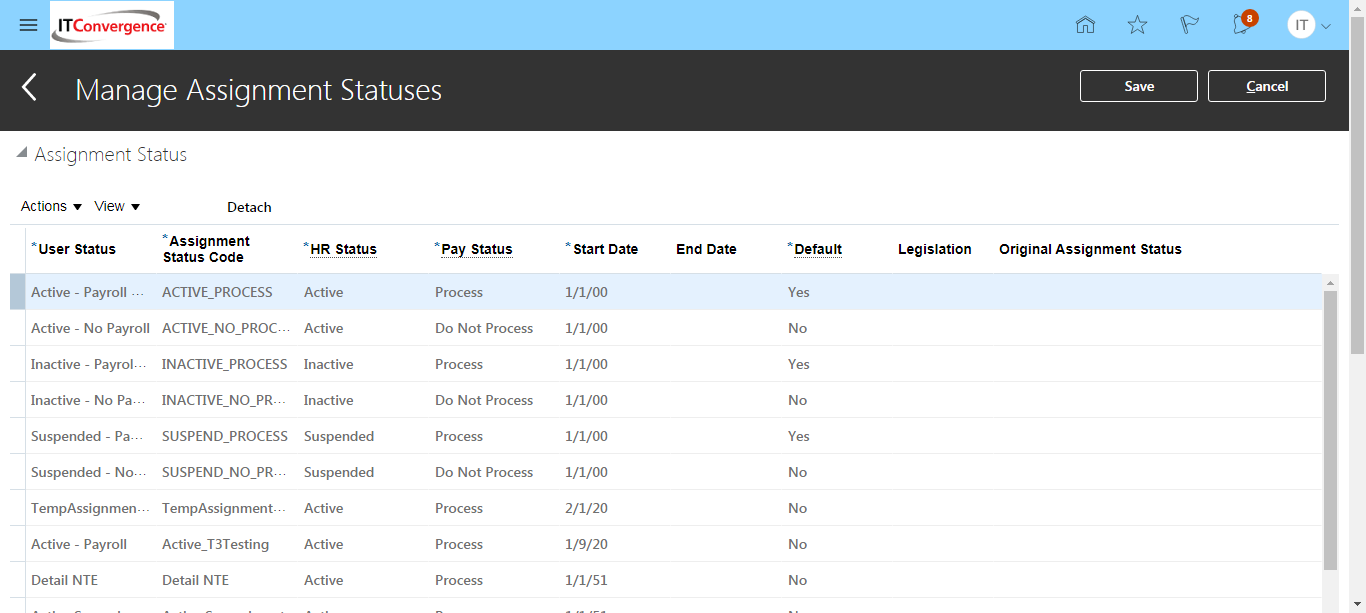 ITConvergence
8
IT
Manage Assignment Statuses
Save
Cancel
Assignment Status
Actions View Detach
*User Status *Assignment Status Code *HR Status *Pay Status *Start Date End Date *Default Legislation Original Assignment Status
Active - Payroll ... ACTIVE_PROCESS Active Process 1/1/00 Yes
Active - No Payroll ACTIVE_NO_PROC... Active Do Not Process 1/1/00 No
Inactive - Payrol... INACTIVE_PROCESS Inactive Process 1/1/00 Yes
Inactive - No Pa... INACTIVE_NO_PR... Inactive Do Not Process 1/1/00 No
Suspended - Pa... SUSPEND_PROCESS Suspended Process 1/1/00 Yes
Suspended - No... SUSPEND_NO_PR... Suspended Do Not Process 1/1/00 No
TempAssignmen... TempAssignment... Active Process 2/1/20 No
Active - Payroll Active_T3Testing Active Process 1/9/20 No
Detail NTE Detail NTE Active Process 1/1/51 No